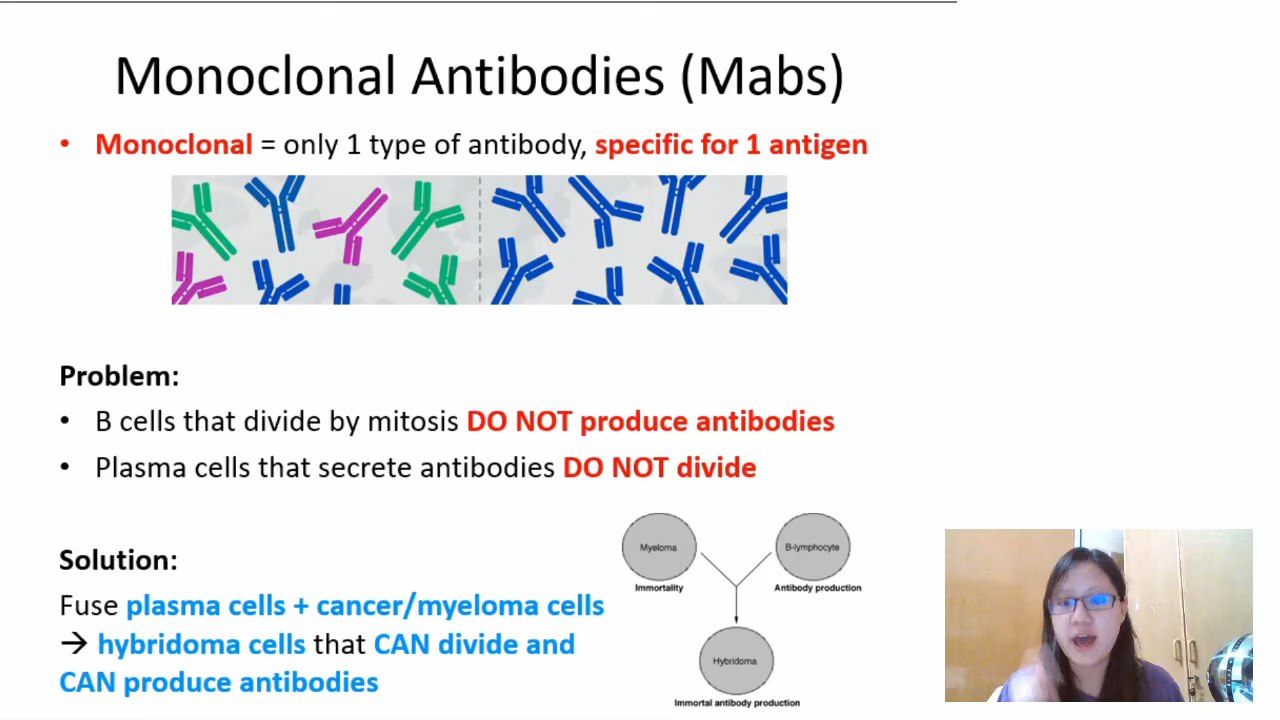 Monoclonal Antibodies (Mabs)
• Monoclonal = only 1 type of antibody, specific for 1 antigen
Problem:
• B cells that divide by mitosis DO NOT produce antibodies
• Plasma cells that secrete antibodies DO NOT divide
Solution:
Fuse plasma cells + cancer/myeloma cells
→ hybridoma cells that CAN divide and
CAN produce antibodies
Myeloma
Immortality
B-lymphocyte
Antibody production
Hybridoma
Immortal antibody production